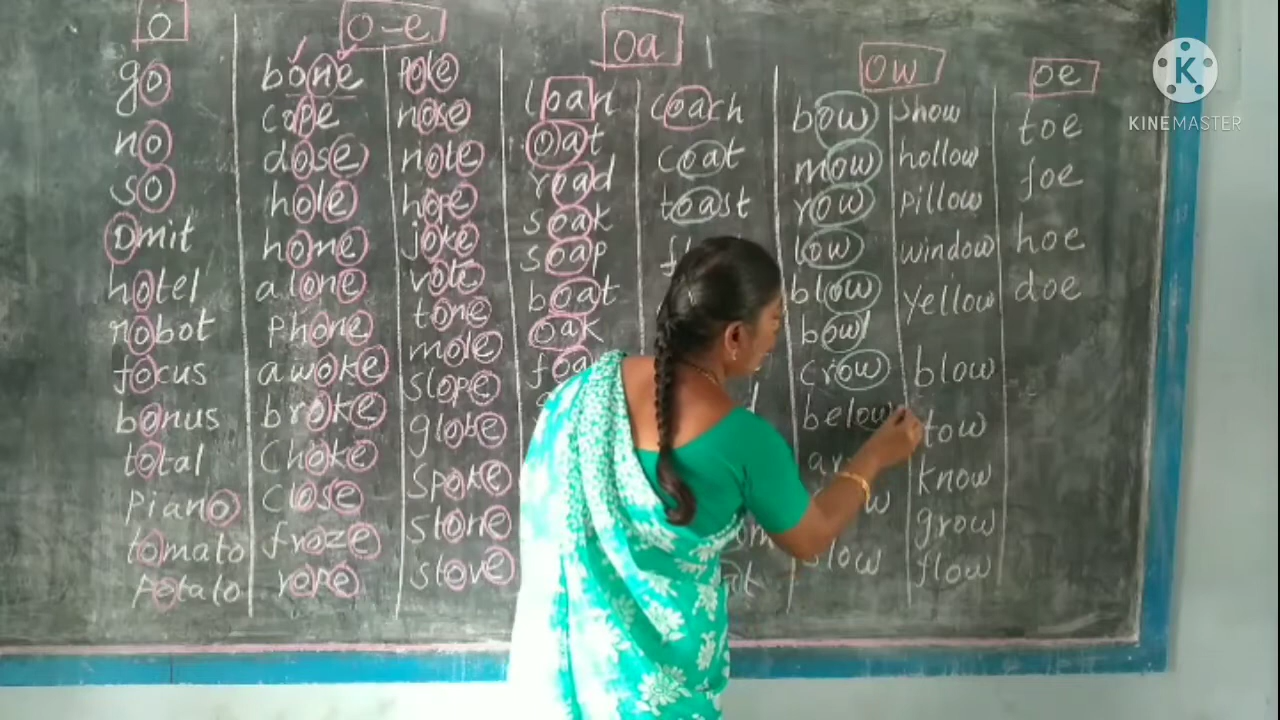 o
go
no
so
omit
hotel
robot
focus
bonus
total
piano
tomato
potato
o-e
bone
cope
dose
hole
home
alone
phone
awoke
broke
choke
close
froze
rope
poke
nose
note
hope
joke
vote
tone
mole
slope
globe
spoke
stone
stove
oa
loan
oat
road
soak
soap
boat
oak
coach
coat
toast
ow
bow
mow
row
low
blow
bowl
crow
below
slow
show
hollow
pillow
window
yellow
blow
tow
know
grow
flow
oe
toe
foe
hoe
doe
K
KINEMASTER